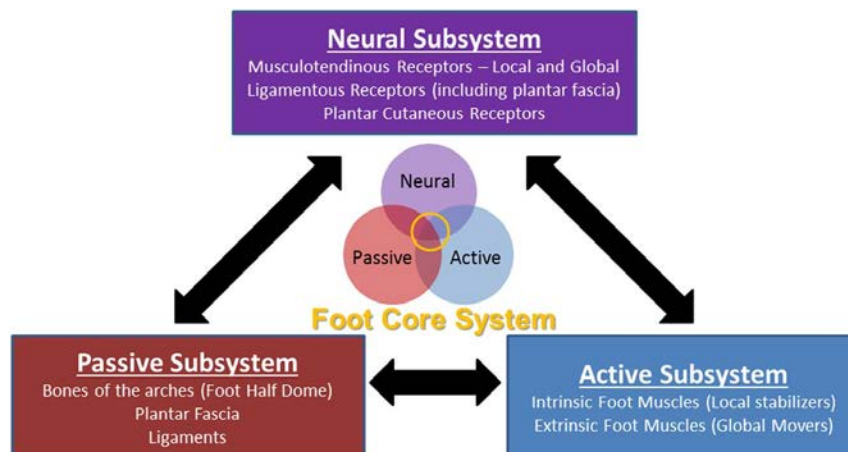 Neural Subsystem
Musculotendinous Receptors – Local and Global
Ligamentous Receptors (including plantar fascia)
Plantar Cutaneous Receptors
Neural
Passive
Active
Foot Core System
Passive Subsystem
Bones of the arches (Foot Half Dome)
Plantar Fascia
Ligaments
Active Subsystem
Intrinsic Foot Muscles (Local stabilizers)
Extrinsic Foot Muscles (Global Movers)